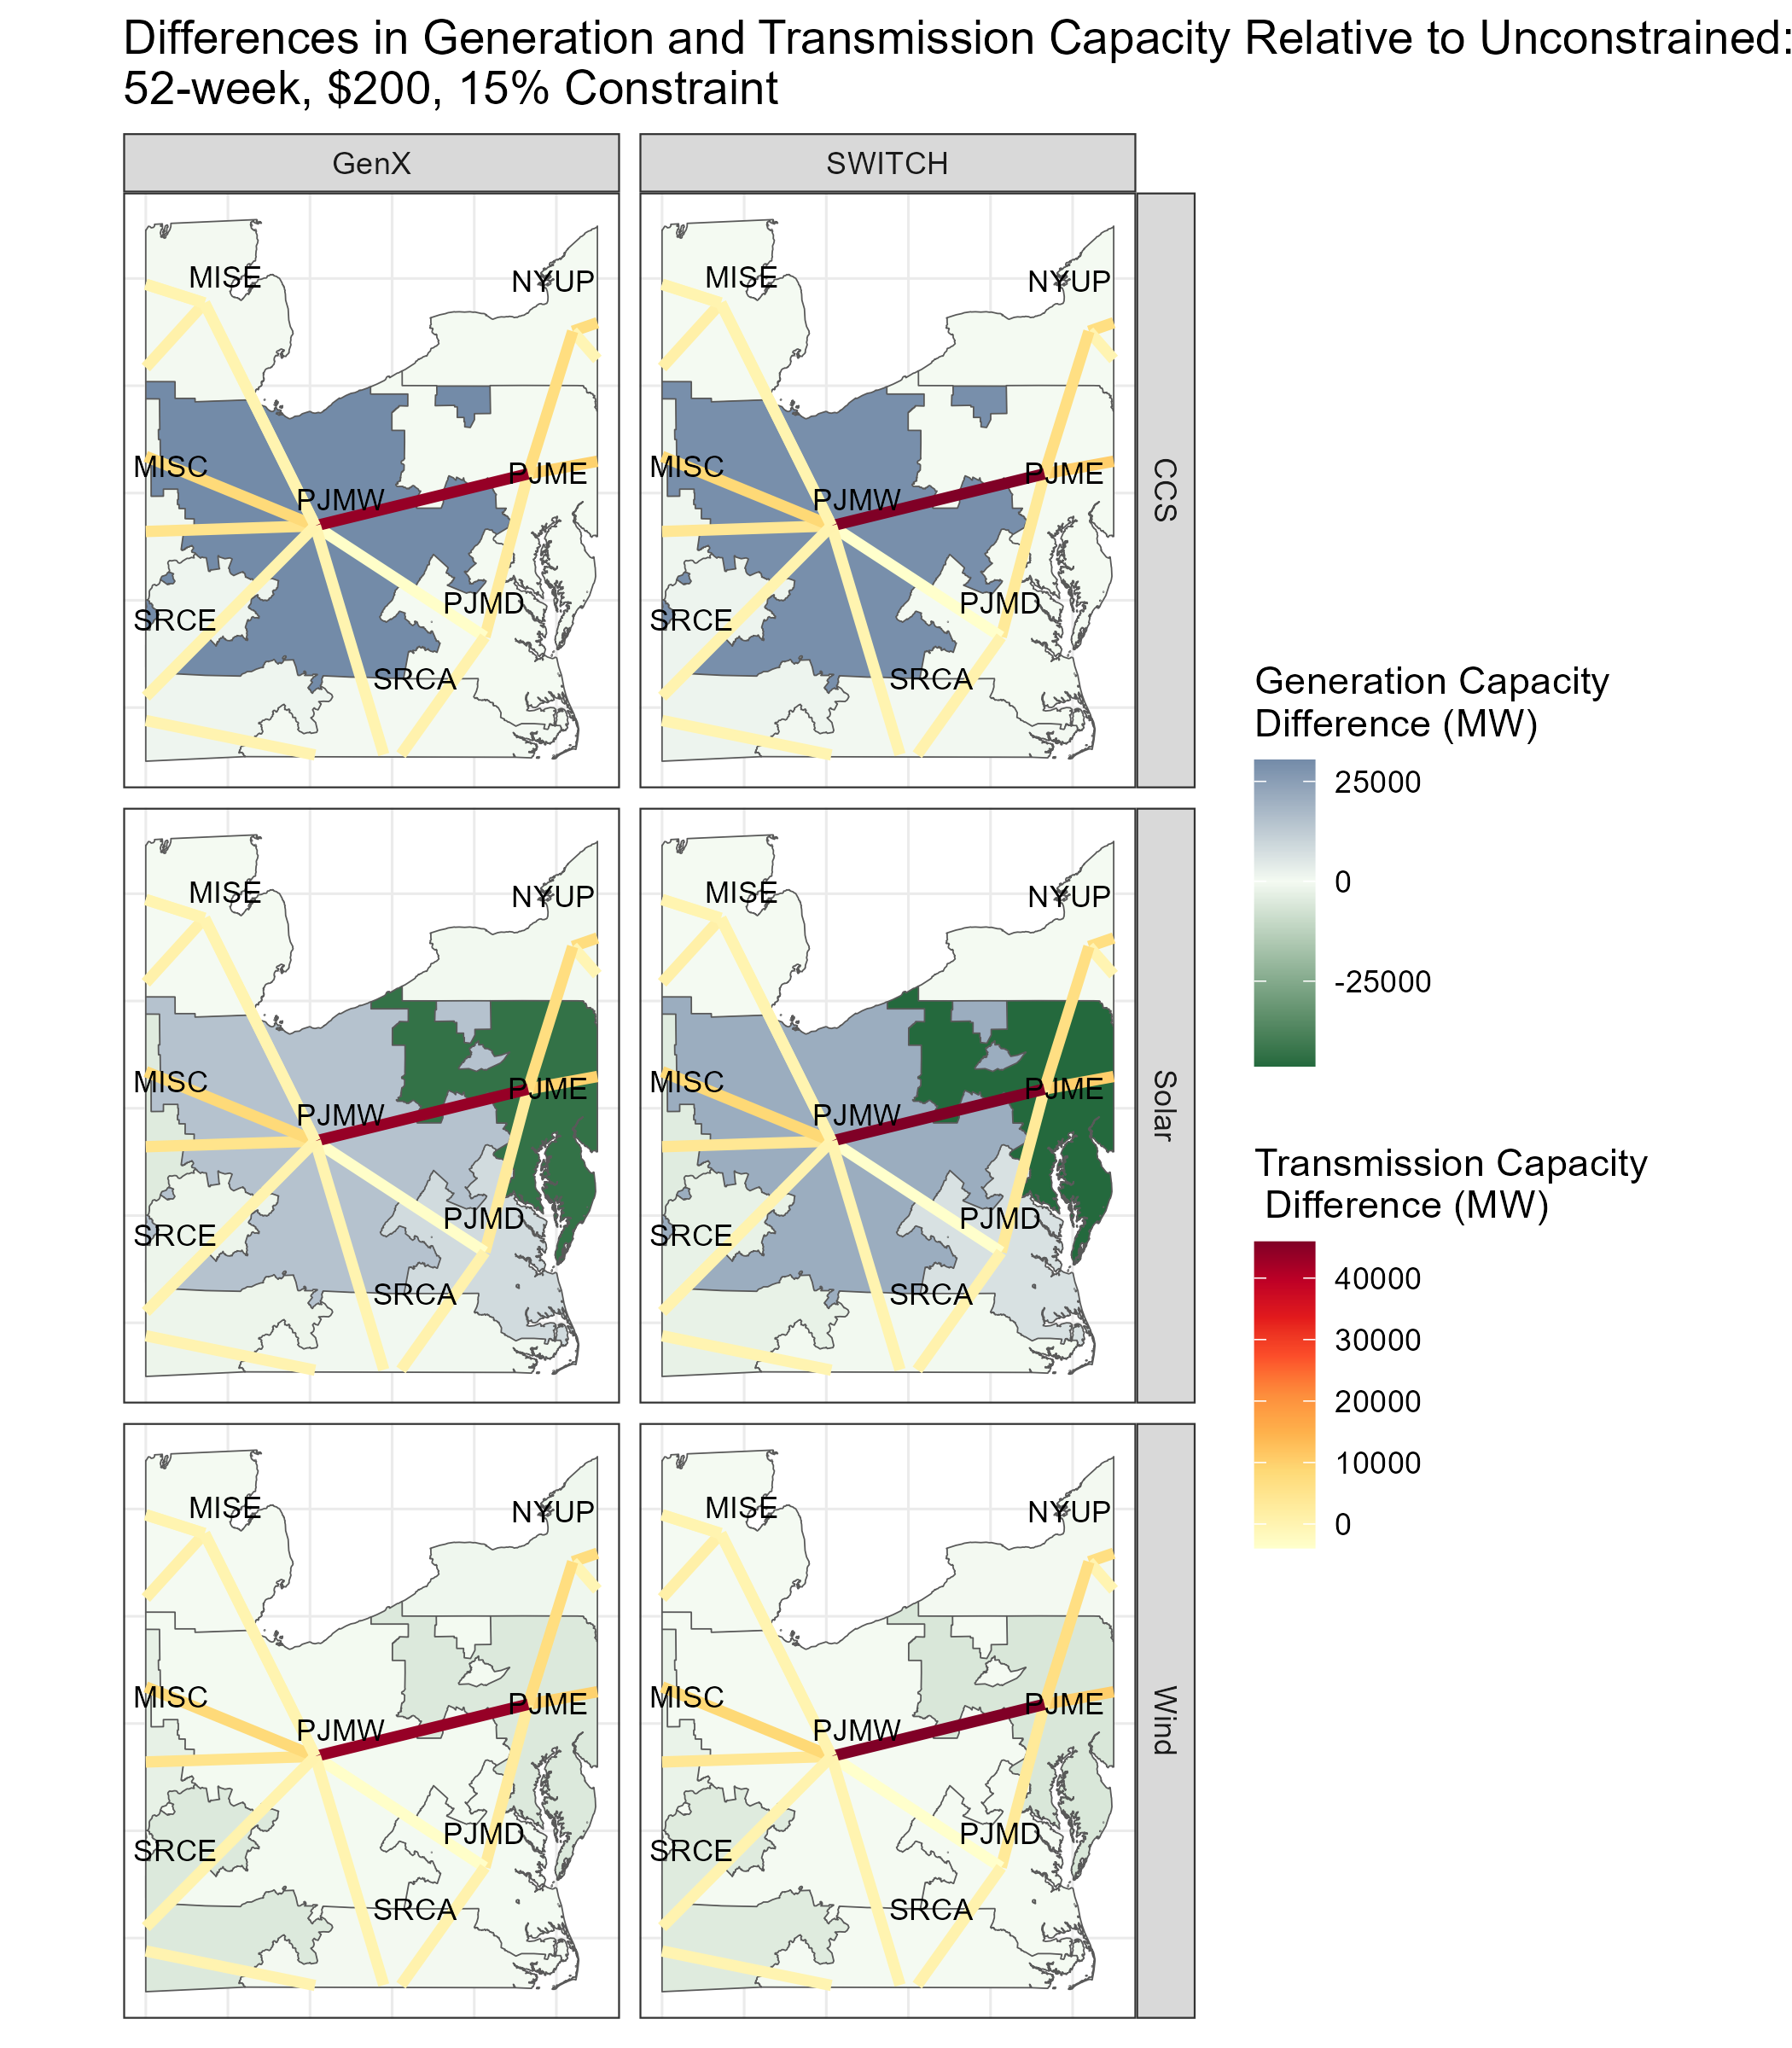 Differences in Generation and Transmission Capacity Relative to Unconstrained:
52-week, $200, 15% Constraint
GenX
SWITCH
MISE
NYUP
MISC
PJME
PJMW
SRCE
PJMD
SRCA
MISE
NYUP
MISC
PJME
PJMW
SRCE
PJMD
SRCA
CCS
MISE
NYUP
MISC
PJME
PJMW
SRCE
PJMD
SRCA
MISE
NYUP
MISC
PJME
PJMW
SRCE
PJMD
SRCA
Solar
MISE
NYUP
MISC
PJME
PJMW
SRCE
PJMD
SRCA
MISE
NYUP
MISC
PJME
PJMW
SRCE
PJMD
SRCA
Wind
Generation Capacity
Difference (MW)
25000
0
-25000
Transmission Capacity
Difference (MW)
40000
30000
20000
10000
0